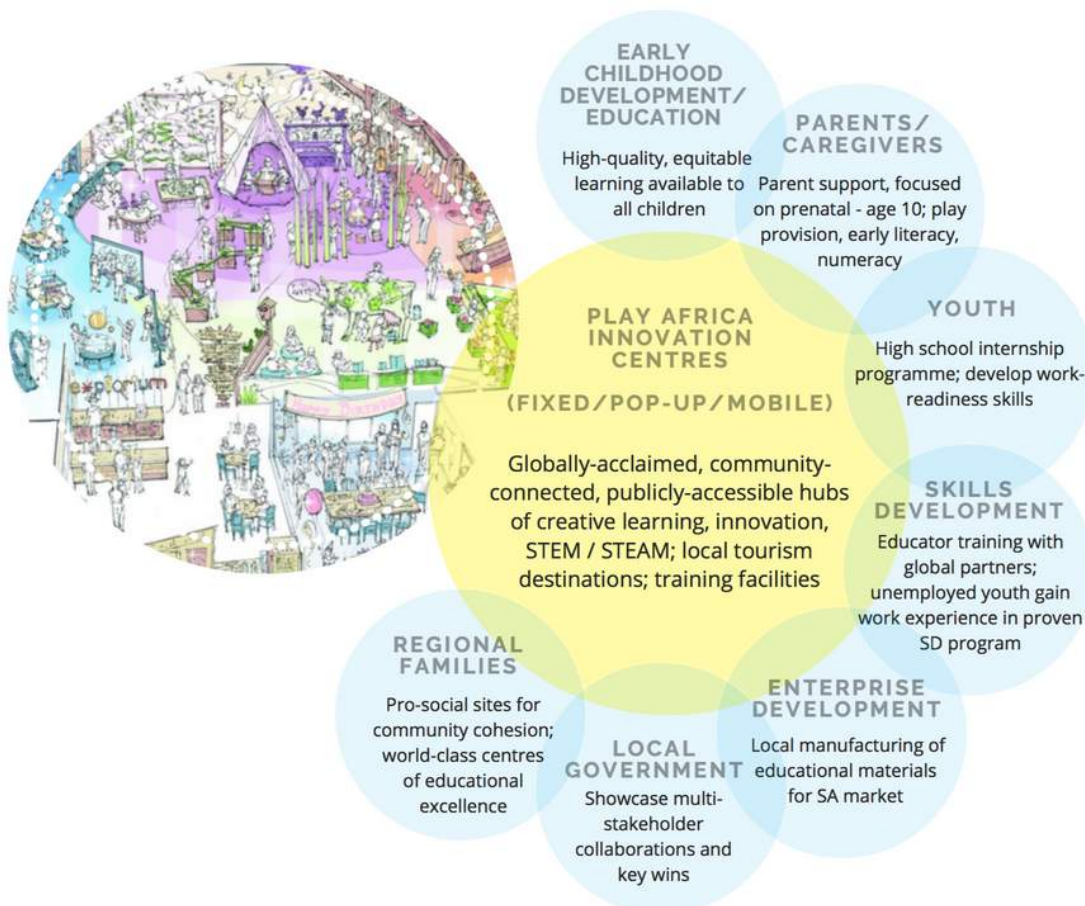 EARLY
CHILDHOOD
DEVELOPMENT/
EDUCATION
High-quality, equitable
learning available to
all children
PARENTS/
CAREGIVERS
Parent support, focused
on prenatal - age 10; play
provision, early literacy,
numeracy
YOUTH
High school internship
programme; develop work-
readiness skills
SKILLS
DEVELOPMENT
Educator training with
global partners;
unemployed youth gain
work experience in proven
SD program
ENTERPRISE
DEVELOPMENT
Local manufacturing of
educational materials
for SA market
LOCAL
GOVERNMENT
Showcase multi-
stakeholder
collaborations and
key wins
REGIONAL
FAMILIES
Pro-social sites for
community cohesion;
world-class centres
of educational
excellence
PLAY AFRICA
INNOVATION
CENTRES
(FIXED/POP-UP/MOBILE)
Globally-acclaimed, community-
connected, publicly-accessible hubs
of creative learning, innovation,
STEM / STEAM; local tourism
destinations; training facilities
explorium
HAPPY BIRTHDAY